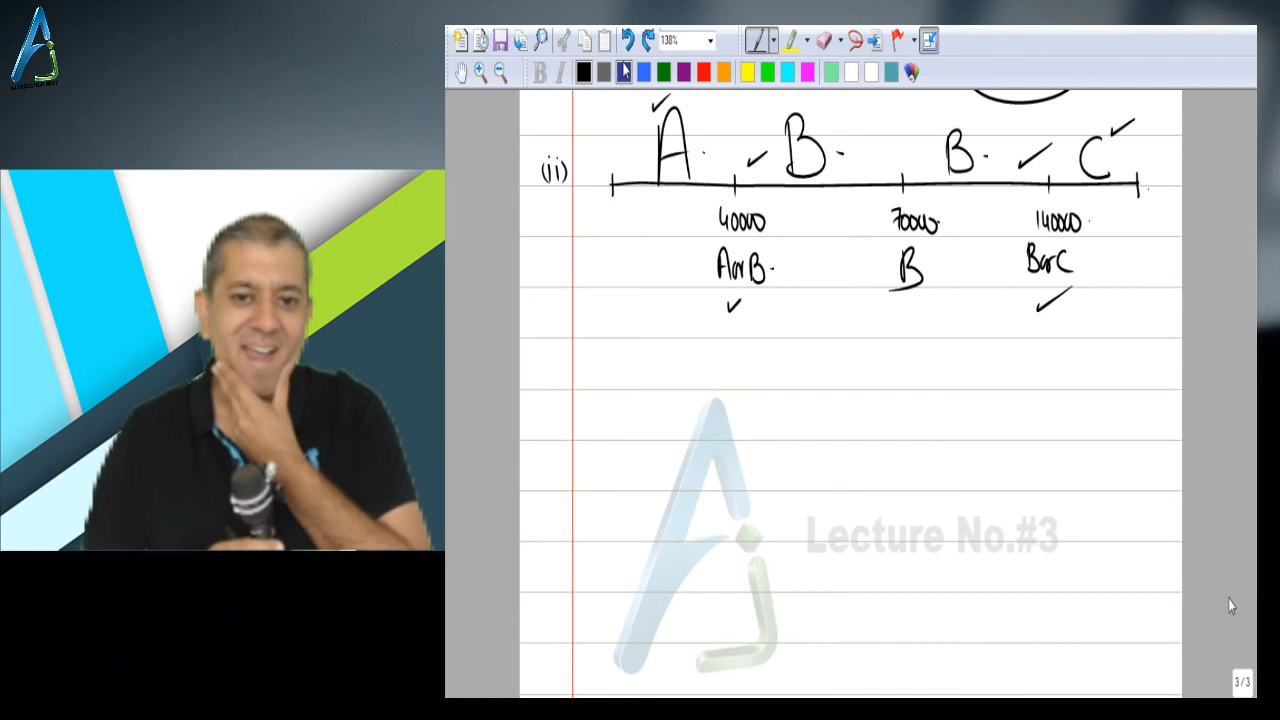 138%
A. B. B. C
(ii)
40000 70000. 140000.
A or B. B B or C
Lecture No.#3
3/3